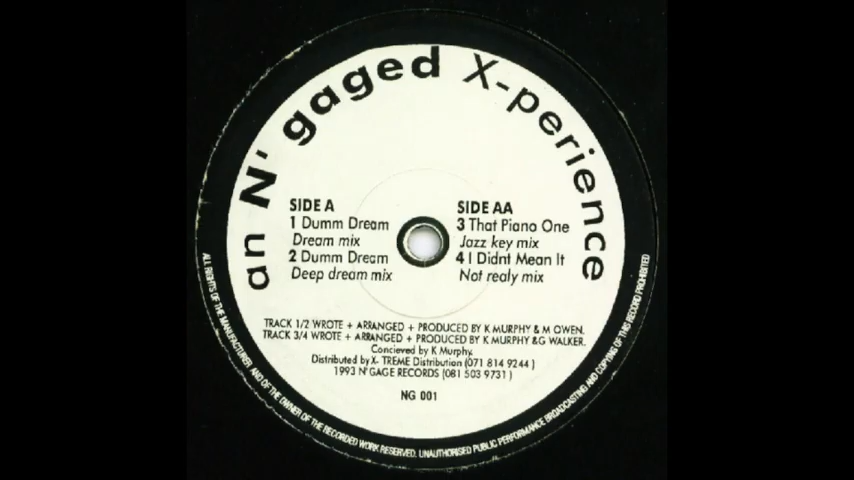 an N' gaged X-perience
SIDE A
1 Dumm Dream
Dream mix
2 Dumm Dream
Deep dream mix
SIDE AA
3 That Piano One
Jazz key mix
4 I Didnt Mean It
Not realy mix
TRACK 1/2 WROTE + ARRANGED + PRODUCED BY K MURPHY & M OWEN.
TRACK 3/4 WROTE + ARRANGED + PRODUCED BY K MURPHY &G WALKER.
Concieved by K Murphy.
Distributed by X- TREME Distribution (071 814 9244 )
1993 N'GAGE RECORDS (081 503 9731 )
NG 001
ALL RIGHTS OF THE MANUFACTURER AND OF THE OWNER OF THE RECORDED WORK RESERVED. UNAUTHORISED PUBLIC PERFORMANCE BROADCASTING AND COPYING OF THIS RECORD PROHIBITED